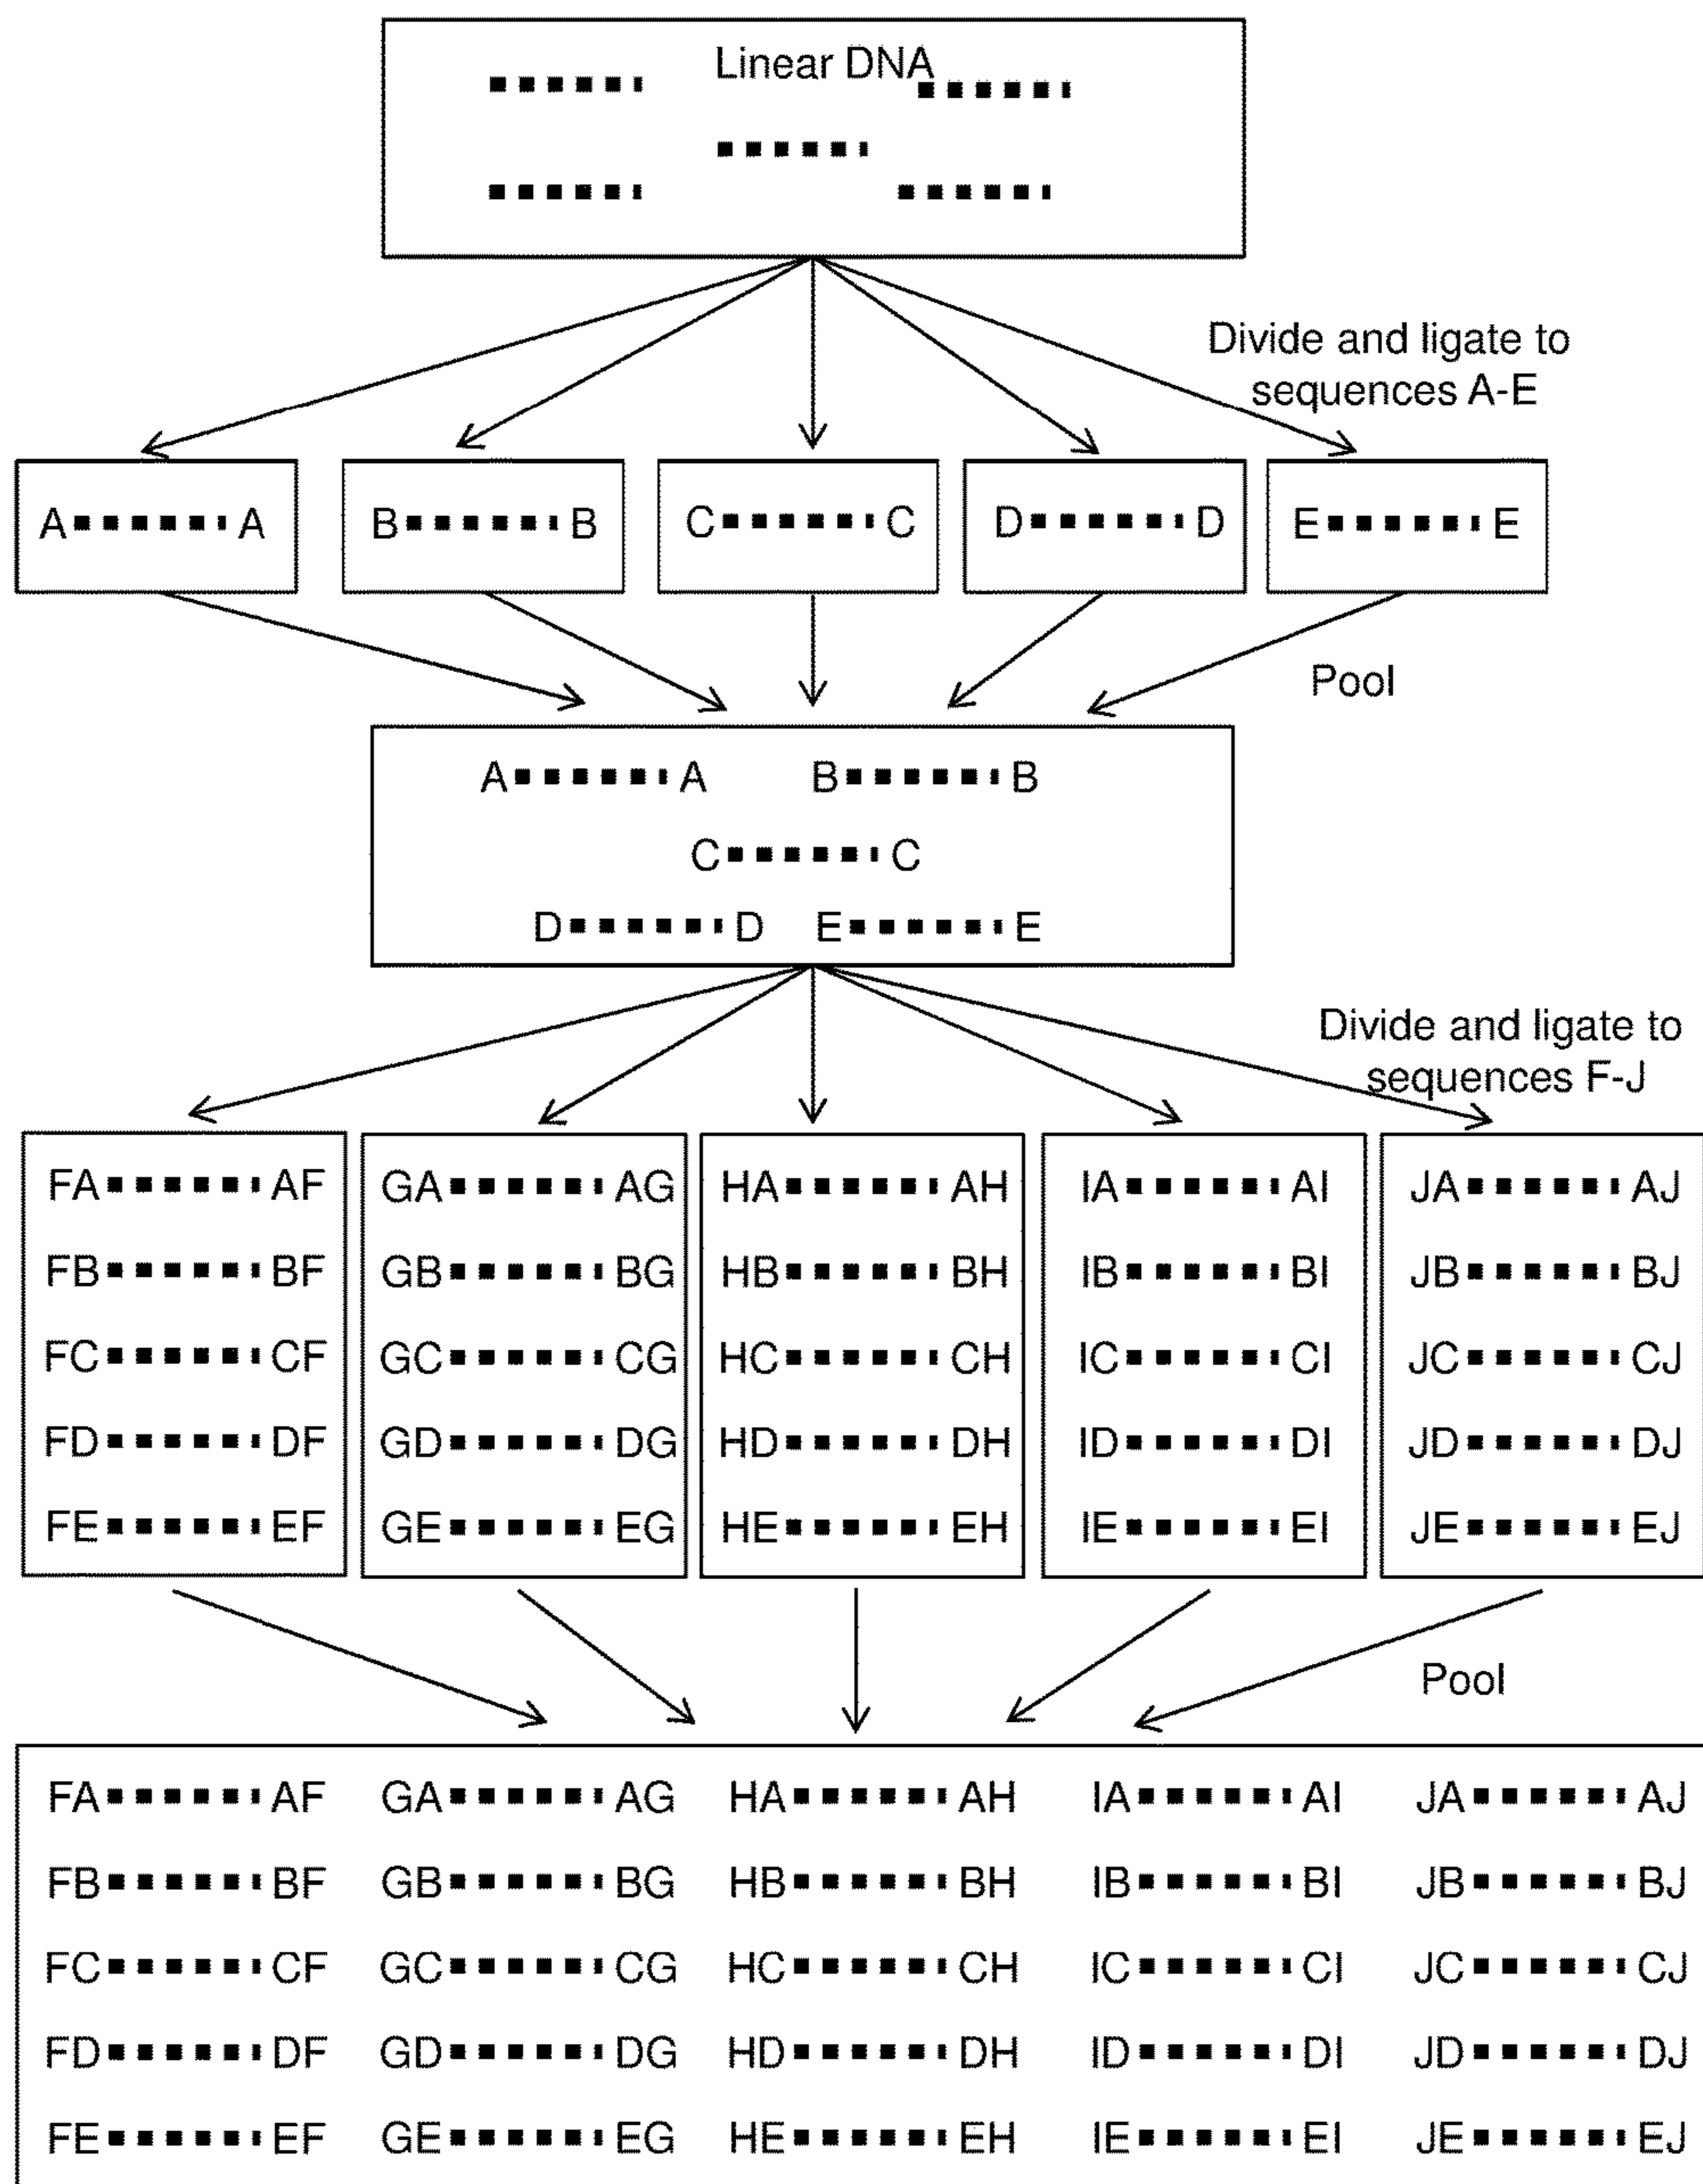 Linear DNA
Divide and ligate to
sequences A-E
A A B B C C D D E E
Pool
A A B B
C C
D D E E
Divide and ligate to
sequences F-J
FA AF GA AG HA AH IA AI JA AJ
FB BF GB BG HB BH IB BI JB BJ
FC CF GC CG HC CH IC CI JC CJ
FD DF GD DG HD DH ID DI JD DJ
FE EF GE EG HE EH IE EI JE EJ
Pool
FA AF GA AG HA AH IA AI JA AJ
FB BF GB BG HB BH IB BI JB BJ
FC CF GC CG HC CH IC CI JC CJ
FD DF GD DG HD DH ID DI JD DJ
FE EF GE EG HE EH IE EI JE EJ